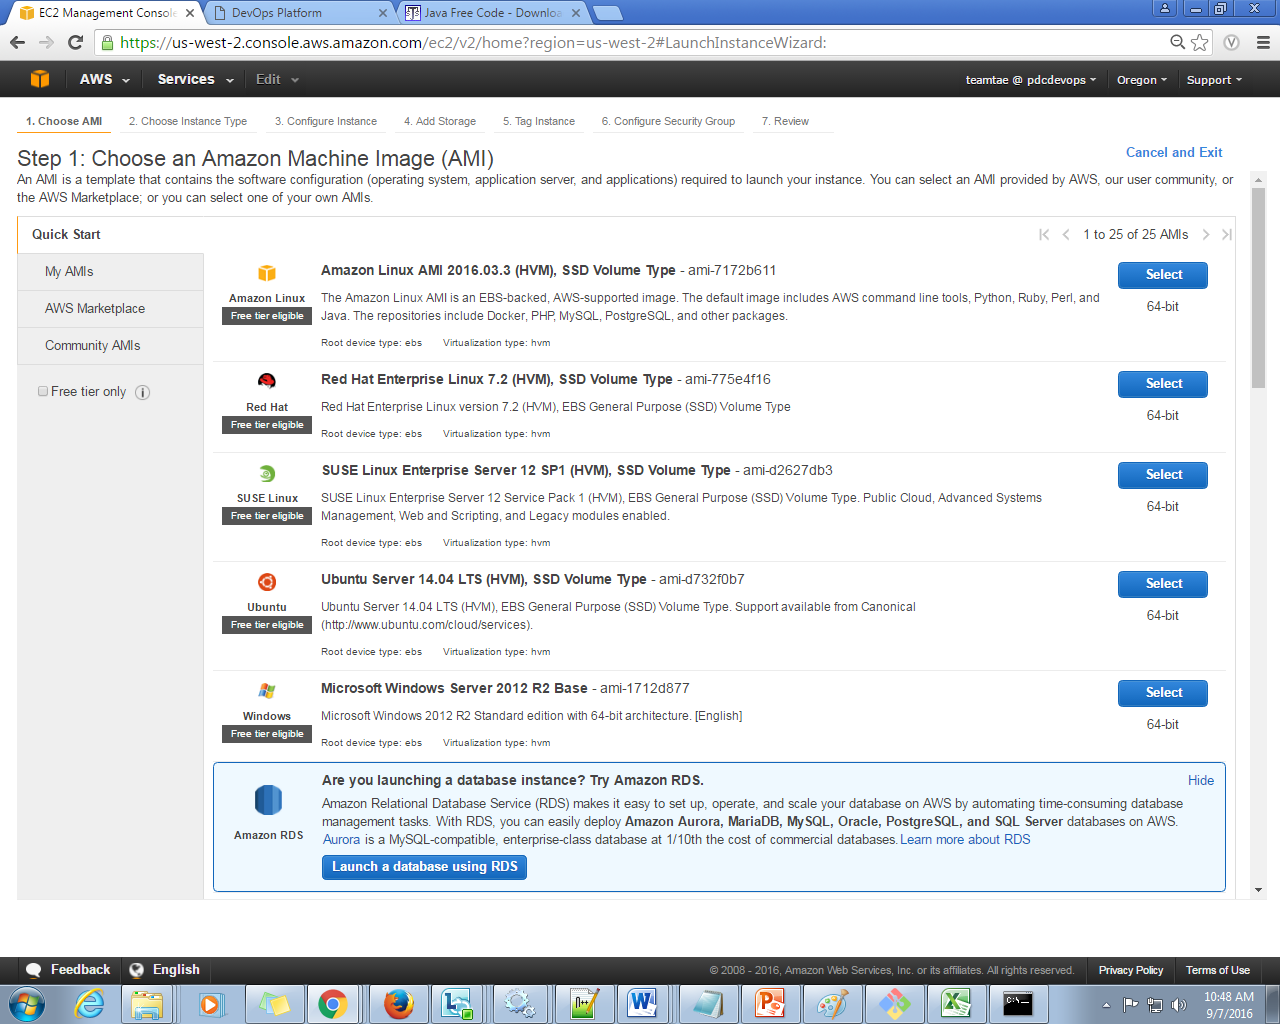 EC2 Management Consol
DevOps Platform
Java Free Code - Downloa
https://us-west-2.console.aws.amazon.com/ec2/v2/home?region=us-west-2#LaunchInstanceWizard:
AWS Services Edit teamtae @ pdcdevops Oregon Support
1. Choose AMI 2. Choose Instance Type 3. Configure Instance 4. Add Storage 5. Tag Instance 6. Configure Security Group 7. Review
Step 1: Choose an Amazon Machine Image (AMI)
Cancel and Exit
An AMI is a template that contains the software configuration (operating system, application server, and applications) required to launch your instance. You can select an AMI provided by AWS, our user community, or
the AWS Marketplace; or you can select one of your own AMIs.
Quick Start
1 to 25 of 25 AMIs
My AMIs
AWS Marketplace
Community AMIs
Free tier only
Amazon Linux
Free tier eligible
Amazon Linux AMI 2016.03.3 (HVM), SSD Volume Type - ami-7172b611
The Amazon Linux AMI is an EBS-backed, AWS-supported image. The default image includes AWS command line tools, Python, Ruby, Perl, and
Java. The repositories include Docker, PHP, MySQL, PostgreSQL, and other packages.
Root device type: ebs Virtualization type: hvm
Select
64-bit
Red Hat
Free tier eligible
Red Hat Enterprise Linux 7.2 (HVM), SSD Volume Type - ami-775e4f16
Red Hat Enterprise Linux version 7.2 (HVM), EBS General Purpose (SSD) Volume Type
Root device type: ebs Virtualization type: hvm
Select
64-bit
SUSE Linux
Free tier eligible
SUSE Linux Enterprise Server 12 SP1 (HVM), SSD Volume Type - ami-d2627db3
SUSE Linux Enterprise Server 12 Service Pack 1 (HVM), EBS General Purpose (SSD) Volume Type. Public Cloud, Advanced Systems
Management, Web and Scripting, and Legacy modules enabled.
Root device type: ebs Virtualization type: hvm
Select
64-bit
Ubuntu
Free tier eligible
Ubuntu Server 14.04 LTS (HVM), SSD Volume Type - ami-d732f0b7
Ubuntu Server 14.04 LTS (HVM), EBS General Purpose (SSD) Volume Type. Support available from Canonical
(http://www.ubuntu.com/cloud/services).
Root device type: ebs Virtualization type: hvm
Select
64-bit
Windows
Free tier eligible
Microsoft Windows Server 2012 R2 Base - ami-1712d877
Microsoft Windows 2012 R2 Standard edition with 64-bit architecture. [English]
Root device type: ebs Virtualization type: hvm
Select
64-bit
Amazon RDS
Are you launching a database instance? Try Amazon RDS.
Hide
Amazon Relational Database Service (RDS) makes it easy to set up, operate, and scale your database on AWS by automating time-consuming database
management tasks. With RDS, you can easily deploy Amazon Aurora, MariaDB, MySQL, Oracle, PostgreSQL, and SQL Server databases on AWS.
Aurora is a MySQL-compatible, enterprise-class database at 1/10th the cost of commercial databases. Learn more about RDS
Launch a database using RDS
Feedback English © 2008 - 2016, Amazon Web Services, Inc. or its affiliates. All rights reserved. Privacy Policy Terms of Use
10:48 AM
9/7/2016